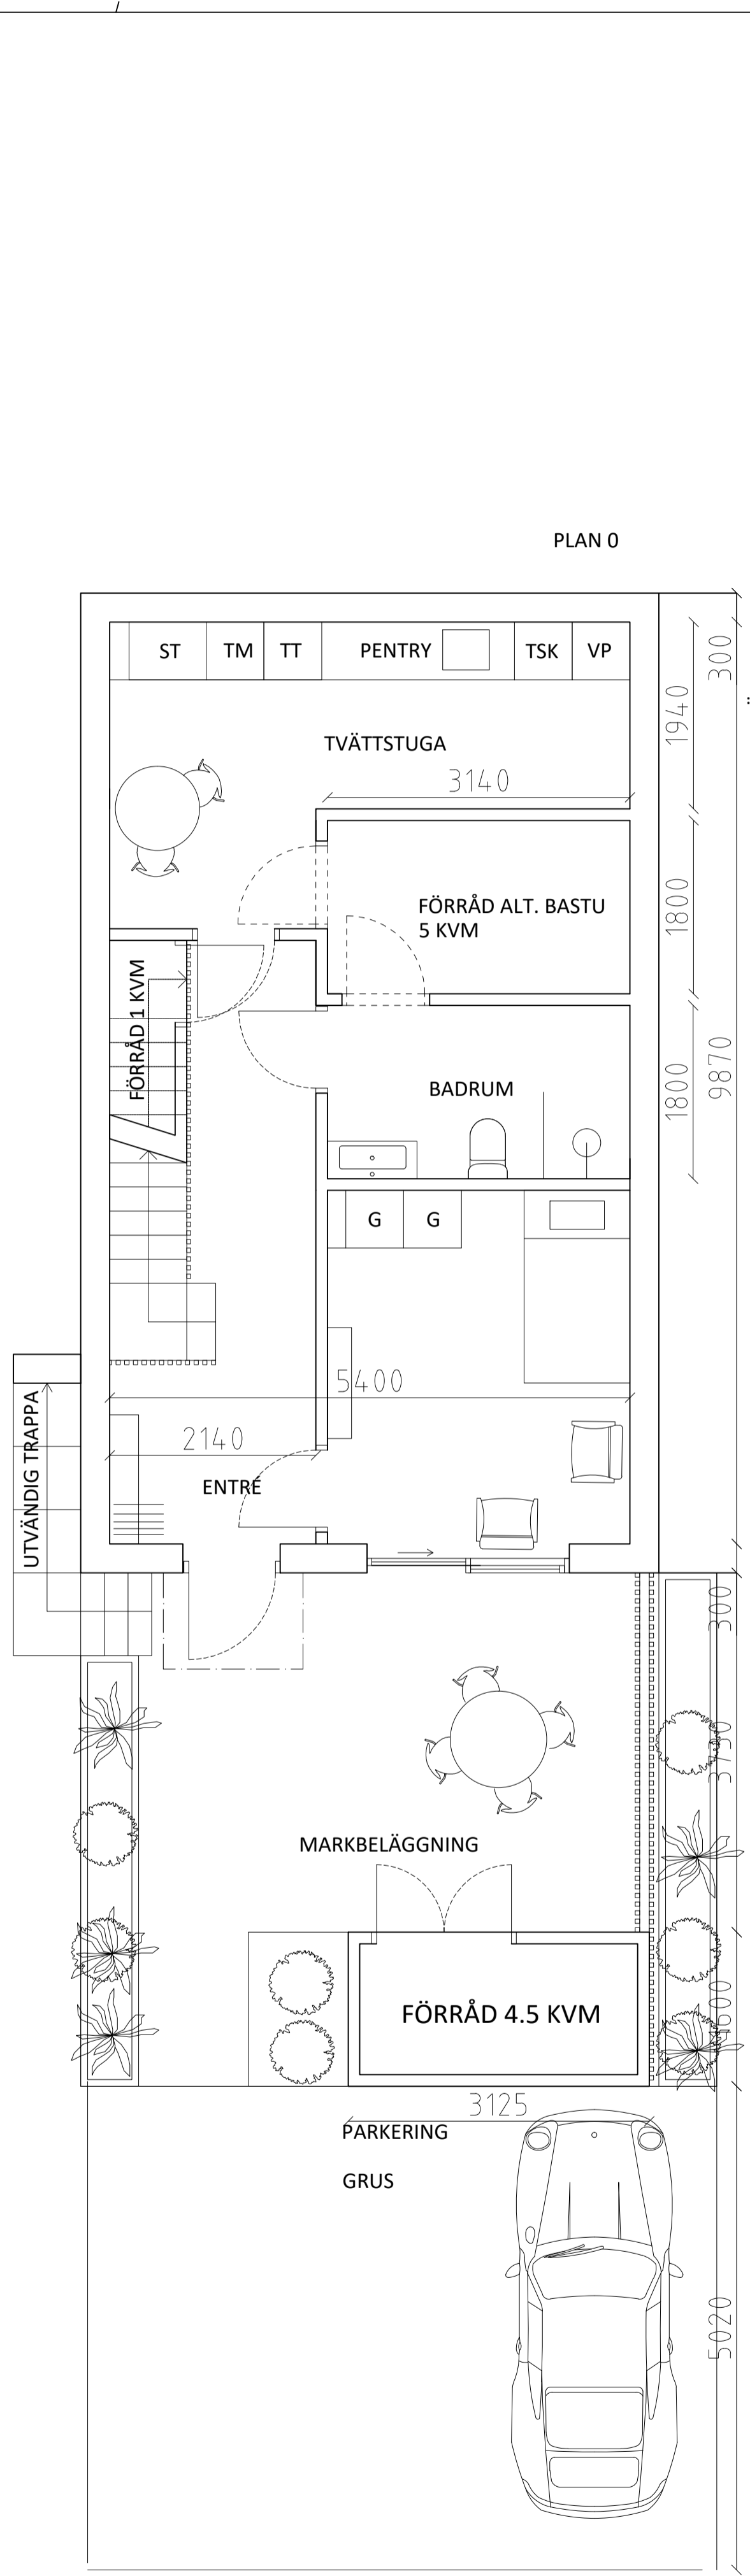 PLAN 0
ST
TM
TT
PENTRY
TSK
VP
300
1940
TVÄTTSTUGA
3140
FÖRRÅD ALT. BASTU
5 KVM
1800
FÖRRÅD 1 KVM
9870
BADRUM
1800
G
G
5400
UTVÄNDIG TRAPPA
2140
ENTRÉ
300
3750
MARKBELÄGGNING
FÖRRÅD 4.5 KVM
1600
3125
PARKERING
GRUS
5020